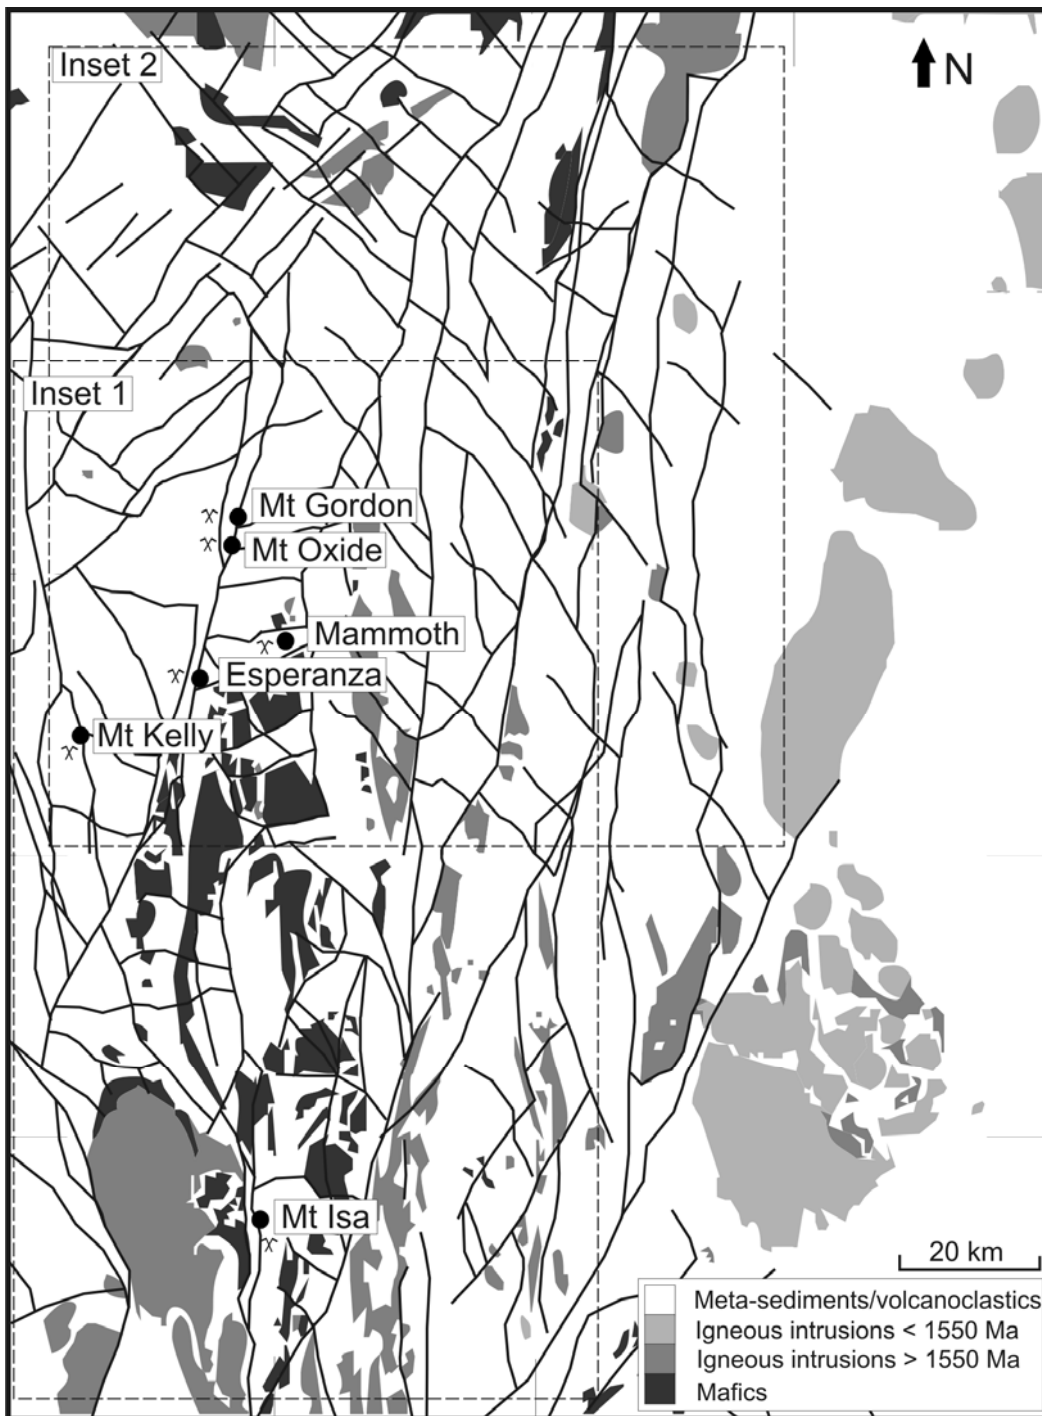 Inset 2
N
Inset 1
Mt Gordon
Mt Oxide
Mammoth
Esperanza
Mt Kelly
Mt Isa
20 km
Meta-sediments/volcanoclastics
Igneous intrusions < 1550 Ma
Igneous intrusions > 1550 Ma
Mafics